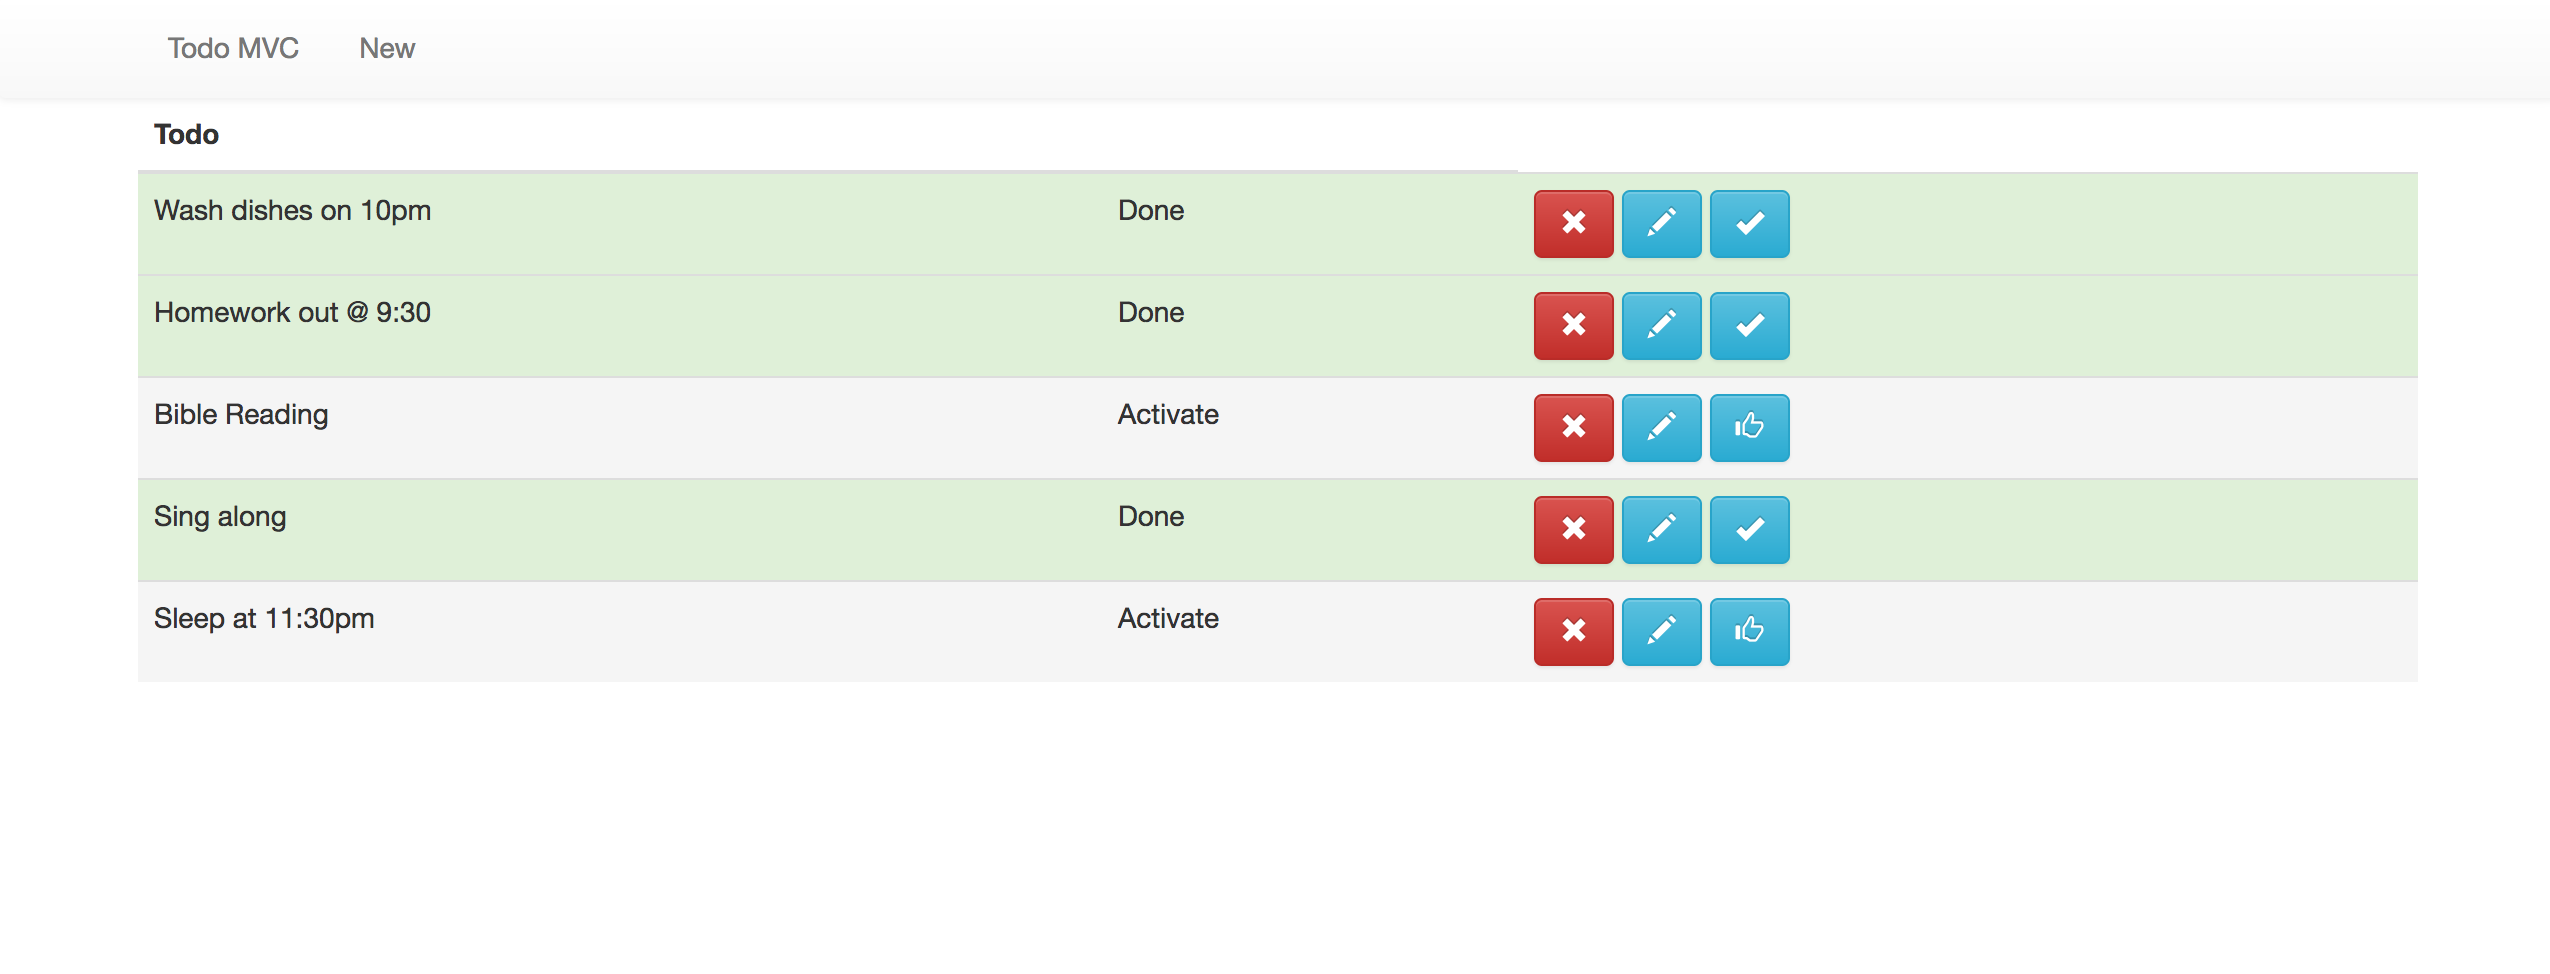 Todo MVC New
Todo
Wash dishes on 10pm Done
Homework out @ 9:30 Done
Bible Reading Activate
Sing along Done
Sleep at 11:30pm Activate